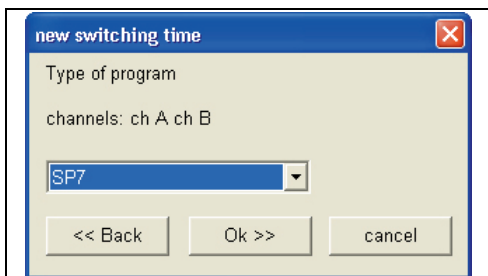 new switching time
Type of program
channels: ch A ch B
SP7
<< Back Ok >> cancel